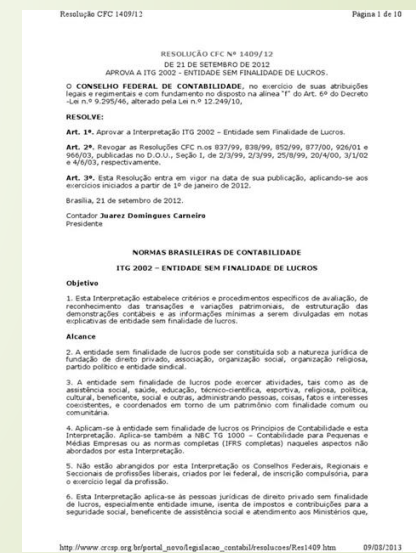 Resolução CFC 1409/12
Página 1 de 10
RESOLUÇÃO CFC Nº 1409/12
DE 21 DE SETEMBRO DE 2012
APROVA A ITG 2002 - ENTIDADE SEM FINALIDADE DE LUCROS.
O CONSELHO FEDERAL DE CONTABILIDADE, no exercício de suas atribuições
legais e regimentais e com fundamento no disposto na alínea "f" do Art. 6º do Decreto
-Lei n.º 9.295/46, alterado pela Lei n.º 12.249/10,
RESOLVE:
Art. 1º. Aprovar a Interpretação ITG 2002 – Entidade sem Finalidade de Lucros.
Art. 2º. Revogar as Resoluções CFC n.os 837/99, 838/99, 852/99, 877/00, 926/01 e
966/03, publicadas no D.O.U., Seção I, de 2/3/99, 2/3/99, 25/8/99, 20/4/00, 3/1/02
e 4/6/03, respectivamente.
Art. 3º. Esta Resolução entra em vigor na data de sua publicação, aplicando-se aos
exercícios iniciados a partir de 1º de janeiro de 2012.
Brasília, 21 de setembro de 2012.
Contador Juarez Domingues Carneiro
Presidente
NORMAS BRASILEIRAS DE CONTABILIDADE
ITG 2002 – ENTIDADE SEM FINALIDADE DE LUCROS
Objetivo
1. Esta Interpretação estabelece critérios e procedimentos específicos de avaliação, de
reconhecimento das transações e variações patrimoniais, de estruturação das
demonstrações contábeis e as informações mínimas a serem divulgadas em notas
explicativas de entidade sem finalidade de lucros.
Alcance
2. A entidade sem finalidade de lucros pode ser constituída sob a natureza jurídica de
fundação de direito privado, associação, organização social, organização religiosa,
partido político e entidade sindical.
3. A entidade sem finalidade de lucros pode exercer atividades, tais como as de
assistência social, saúde, educação, técnico-científica, esportiva, religiosa, política,
cultural, beneficente, social e outras, administrando pessoas, coisas, fatos e interesses
coexistentes, e coordenados em torno de um patrimônio com finalidade comum ou
comunitária.
4. Aplicam-se à entidade sem finalidade de lucros os Princípios de Contabilidade e esta
Interpretação. Aplica-se também a NBC TG 1000 – Contabilidade para Pequenas e
Médias Empresas ou as normas completas (IFRS completas) naqueles aspectos não
abordados por esta Interpretação.
5. Não estão abrangidos por esta Interpretação os Conselhos Federais, Regionais e
Seccionais de profissões liberais, criados por lei federal, de inscrição compulsória, para
o exercício legal da profissão.
6. Esta Interpretação aplica-se às pessoas jurídicas de direito privado sem finalidade
de lucros, especialmente entidade imune, isenta de impostos e contribuições para a
seguridade social, beneficente de assistência social e atendimento aos Ministérios que,
http://www.crcsp.org.br/portal_novo/legislacao_contabil/resolucoes/Res1409.htm
09/08/2013